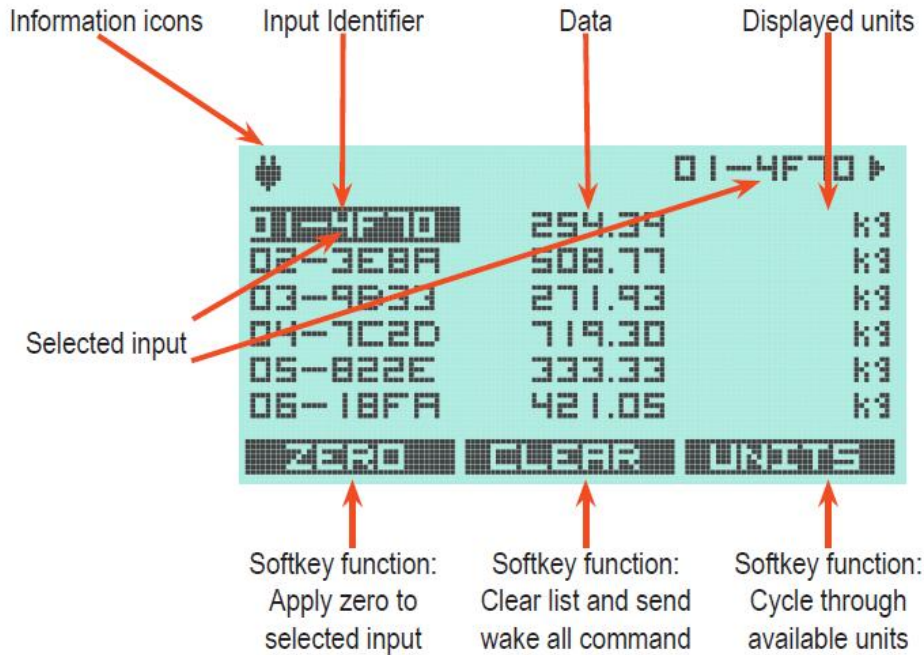 Information icons Input Identifier Data Displayed units
01-4F70
01-4F70 254.39 kg
02-3E8A 508.77 kg
03-9B33 271.93 kg
04-7C2D 719.30 kg
05-822E 333.33 kg
06-18FA 421.05 kg
Selected input
ZERO CLEAR UNITS
Softkey function: Softkey function: Softkey function:
Apply zero to Clear list and send Cycle through
selected input wake all command available units